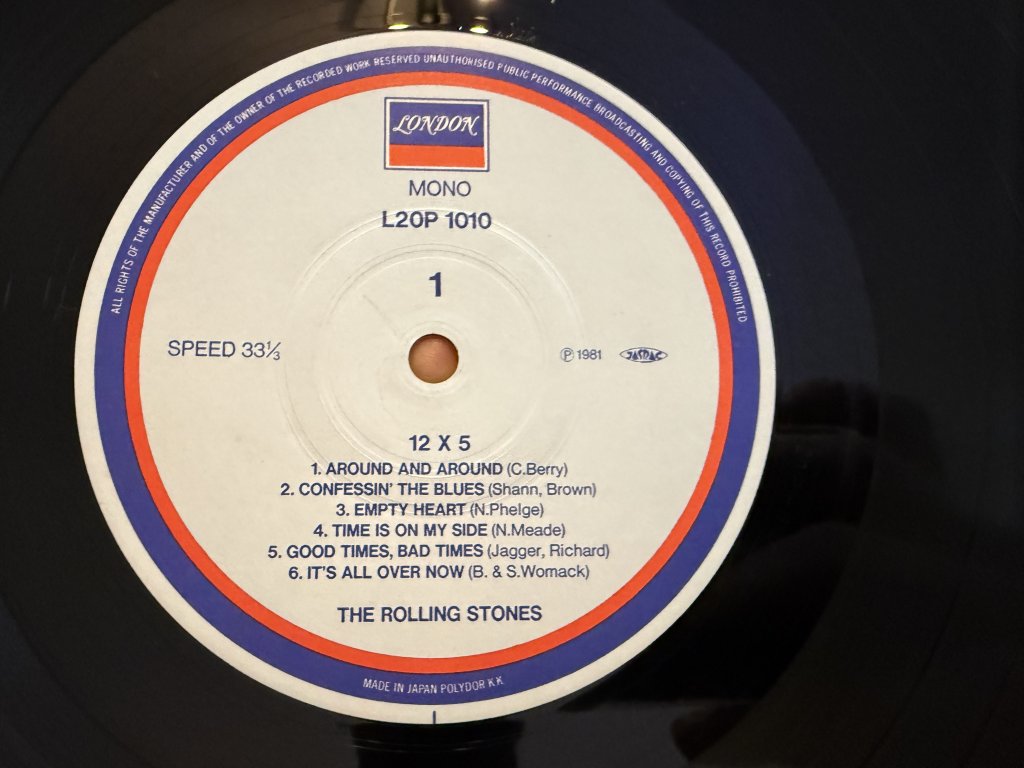 ALL RIGHTS OF THE MANUFACTURER AND OF THE OWNER OF THE RECORDED WORK RESERVED UNAUTHORISED PUBLIC PERFORMANCE BROADCASTING AND COPYING OF THIS RECORD PROHIBITED
LONDON
MONO
L20P 1010
1
SPEED 33⅓
Ⓟ 1981 JASRAC
12 X 5
1. AROUND AND AROUND (C.Berry)
2. CONFESSIN' THE BLUES (Shann, Brown)
3. EMPTY HEART (N.Phelge)
4. TIME IS ON MY SIDE (N.Meade)
5. GOOD TIMES, BAD TIMES (Jagger, Richard)
6. IT'S ALL OVER NOW (B. & S.Womack)
THE ROLLING STONES
MADE IN JAPAN POLYDOR K.K